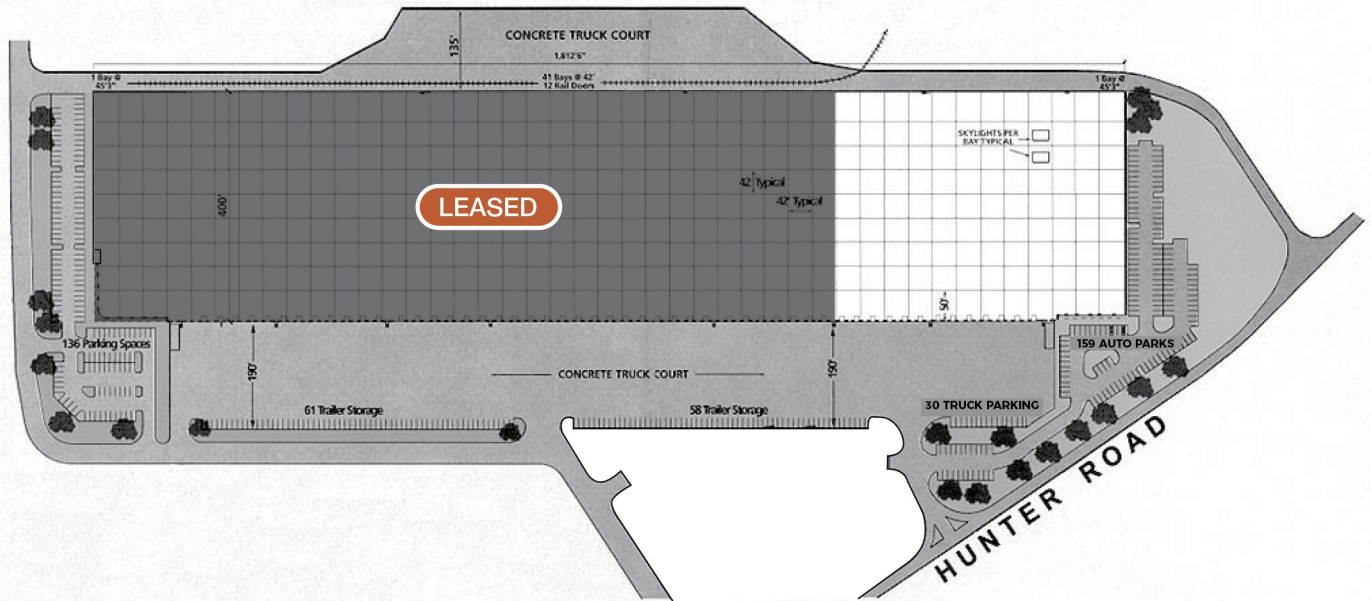 CONCRETE TRUCK COURT
135'
1,812'6"
1 Bay @
45'3"
41 Bays @ 42'
12 Rail Doors
1 Bay @
45'3"
SKYLIGHTS PER
BAY TYPICAL
42' Typical
42' Typical
400'
LEASED
50'
136 Parking Spaces
159 AUTO PARKS
190'
CONCRETE TRUCK COURT
190'
61 Trailer Storage
58 Trailer Storage
30 TRUCK PARKING
HUNTER ROAD